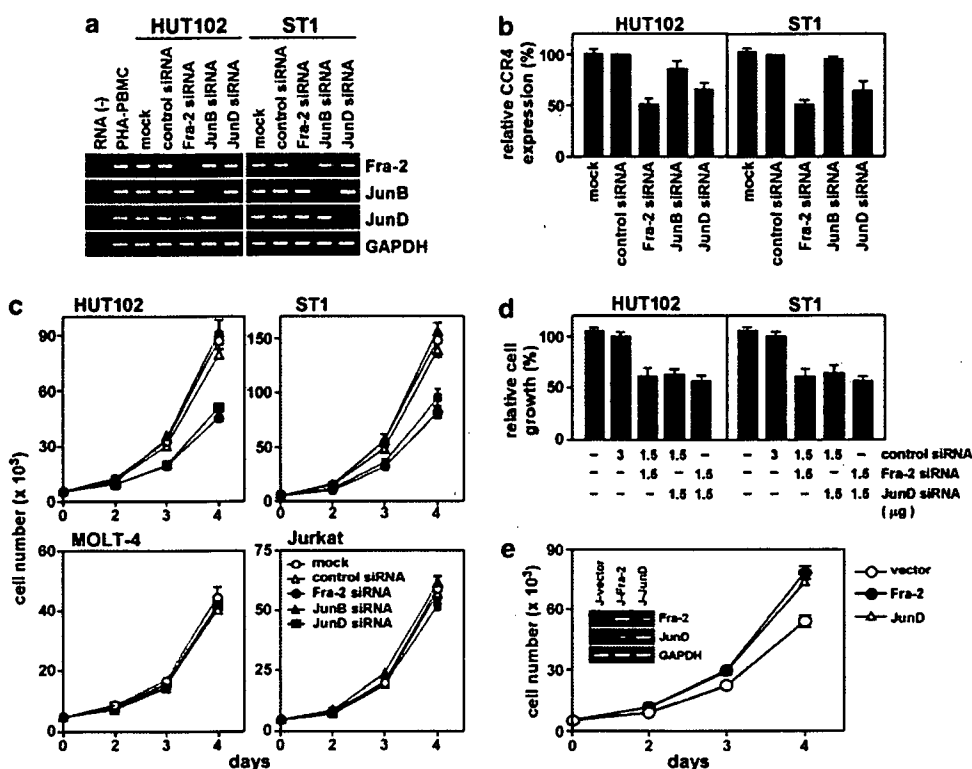 a
HUT102
ST1
RNA (-)
PHA-PBMC
mock
control siRNA
Fra-2 siRNA
JunB siRNA
JunD siRNA
mock
control siRNA
Fra-2 siRNA
JunB siRNA
JunD siRNA
Fra-2
JunB
JunD
GAPDH
b
HUT102
ST1
relative CCR4
expression (%)
100
50
0
mock
control siRNA
Fra-2 siRNA
JunB siRNA
JunD siRNA
mock
control siRNA
Fra-2 siRNA
JunB siRNA
JunD siRNA
c
HUT102
ST1
90
60
30
0
150
100
50
0
0 2 3 4
0 2 3 4
cell number (x 10³)
MOLT-4
Jurkat
60
40
20
0
75
50
25
0
mock
control siRNA
Fra-2 siRNA
JunB siRNA
JunD siRNA
0 2 3 4
0 2 3 4
days
d
HUT102
ST1
relative cell
growth (%)
100
50
0
- 3 1.5 1.5 - - 3 1.5 1.5 - control siRNA
- - 1.5 - 1.5 - - 1.5 - 1.5 Fra-2 siRNA
- - - 1.5 1.5 - - - 1.5 1.5 JunD siRNA
(µg)
e
cell number (x 10³)
90
60
30
0
J-vector
J-Fra-2
J-JunD
Fra-2
JunD
GAPDH
vector
Fra-2
JunD
0 2 3 4
days